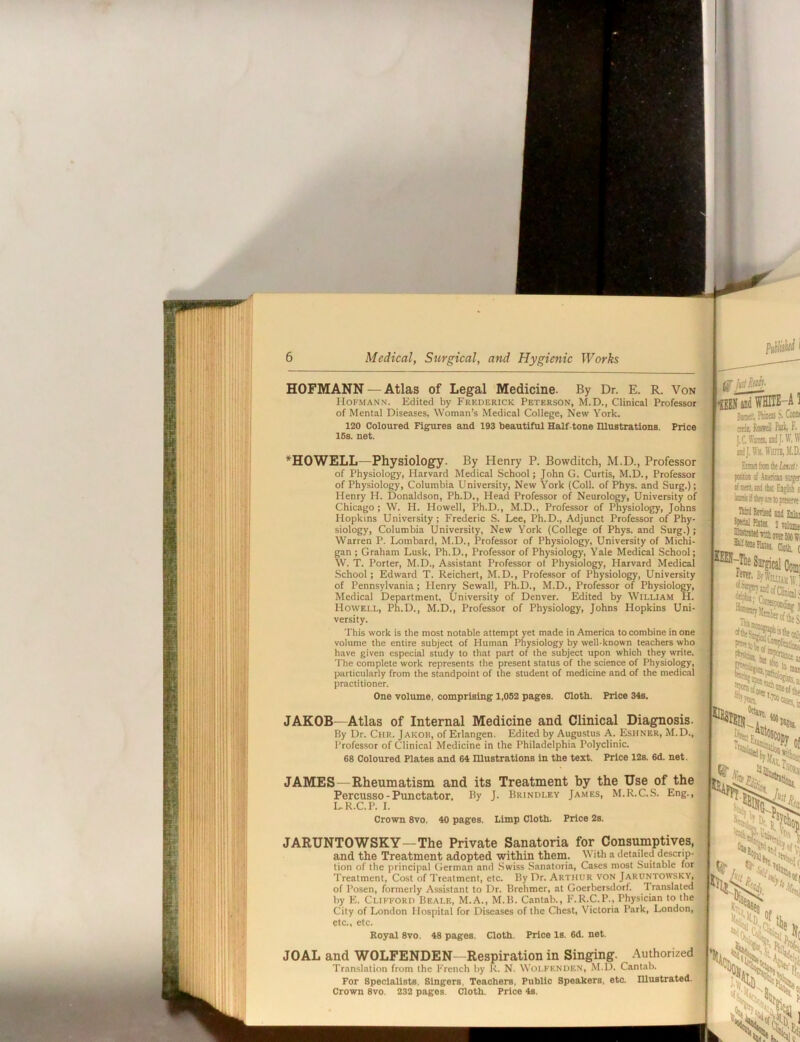 6 Medical, Surgical, and Hygienic Works
HOFMANN—Atlas of Legal Medicine. By Dr. E. R. Von
Hofmann. Edited by Frederick Peterson, M.D., Clinical Professor
of Mental Diseases, Woman's Medical College, New York.
120 Coloured Figures and 193 beautiful Half-tone Illustrations. Price
15s. net.
*HOWELL—Physiology. By Henry P. Bowditch, M.D., Professor
of Physiology, Harvard Medical School; John G. Curtis, M.D., Professor
of Physiology, Columbia University, New York (Coll. of Phys. and Surg.);
Henry H. Donaldson, Ph.D., Head Professor of Neurology, University of
Chicago; W. H. Howell, Ph.D., M.D., Professor of Physiology, Johns
Hopkins University; Frederic S. Lee, Ph.D., Adjunct Professor of Phy-
siology, Columbia University, New York (College of Phys. and Surg.);
Warren P. Lombard, M.D., Professor of Physiology, University of Michi-
gan; Graham Lusk, Ph.D., Professor of Physiology, Yale Medical School;
W. T. Porter, M.D., Assistant Professor of Physiology, Harvard Medical
School; Edward T. Reichert, M.D., Professor of Physiology, University
of Pennsylvania; Henry Sewall, Ph.D., M.D., Professor of Physiology,
Medical Department, University of Denver. Edited by William H.
Howell, Ph.D., M.D., Professor of Physiology, Johns Hopkins Uni-
versity.
This work is the most notable attempt yet made in America to combine in one
volume the entire subject of Human Physiology by well-known teachers who
have given especial study to that part of the subject upon which they write.
The complete work represents the present status of the science of Physiology,
particularly from the standpoint of the student of medicine and of the medical
practitioner.
One volume, comprising 1,052 pages. Cloth. Price 34s.
JAKOB—Atlas of Internal Medicine and Clinical Diagnosis.
By Dr. Chr. Jakob, of Erlangen. Edited by Augustus A. Eshner, M.D.,
Professor of Clinical Medicine in the Philadelphia Polyclinic.
68 Coloured Plates and 64 Illustrations in the text. Price 12s. 6d. net.
JAMES—Rheumatism and its Treatment by the Use of the
Percusso-Punctator. By J. Brindley James, M.R.C.S. Eng.,
L.R.C.P. I.
Crown 8vo. 40 pages. Limp Cloth. Price 2s.
JARUNTOWSKY—The Private Sanatoria for Consumptives,
and the Treatment adopted within them. With a detailed descrip-
tion of the principal German and Swiss Sanatoria, Cases most Suitable for
Treatment, Cost of Treatment, etc. By Dr. Arthur von Jaruntowsky,
of Posen, formerly Assistant to Dr. Brehmer, at Goerbersdorf. Translated
by E. Clifford Beale, M.A., M.B. Cantab., F.R.C.P., Physician to the
City of London Hospital for Diseases of the Chest, Victoria Park, London,
etc., etc.
Royal 8vo. 48 pages. Cloth. Price 1s. 6d. net.
JOAL and WOLFENDEN—Respiration in Singing. Authorized
Translation from the French by R. N. Wolfenden, M.D. Cantab.
For Specialists, Singers, Teachers, Public Speakers, etc. Illustrated.
Crown 8vo. 232 pages. Cloth. Price 4s.
Published
Just Ready.
*KEEN and WHITE—A